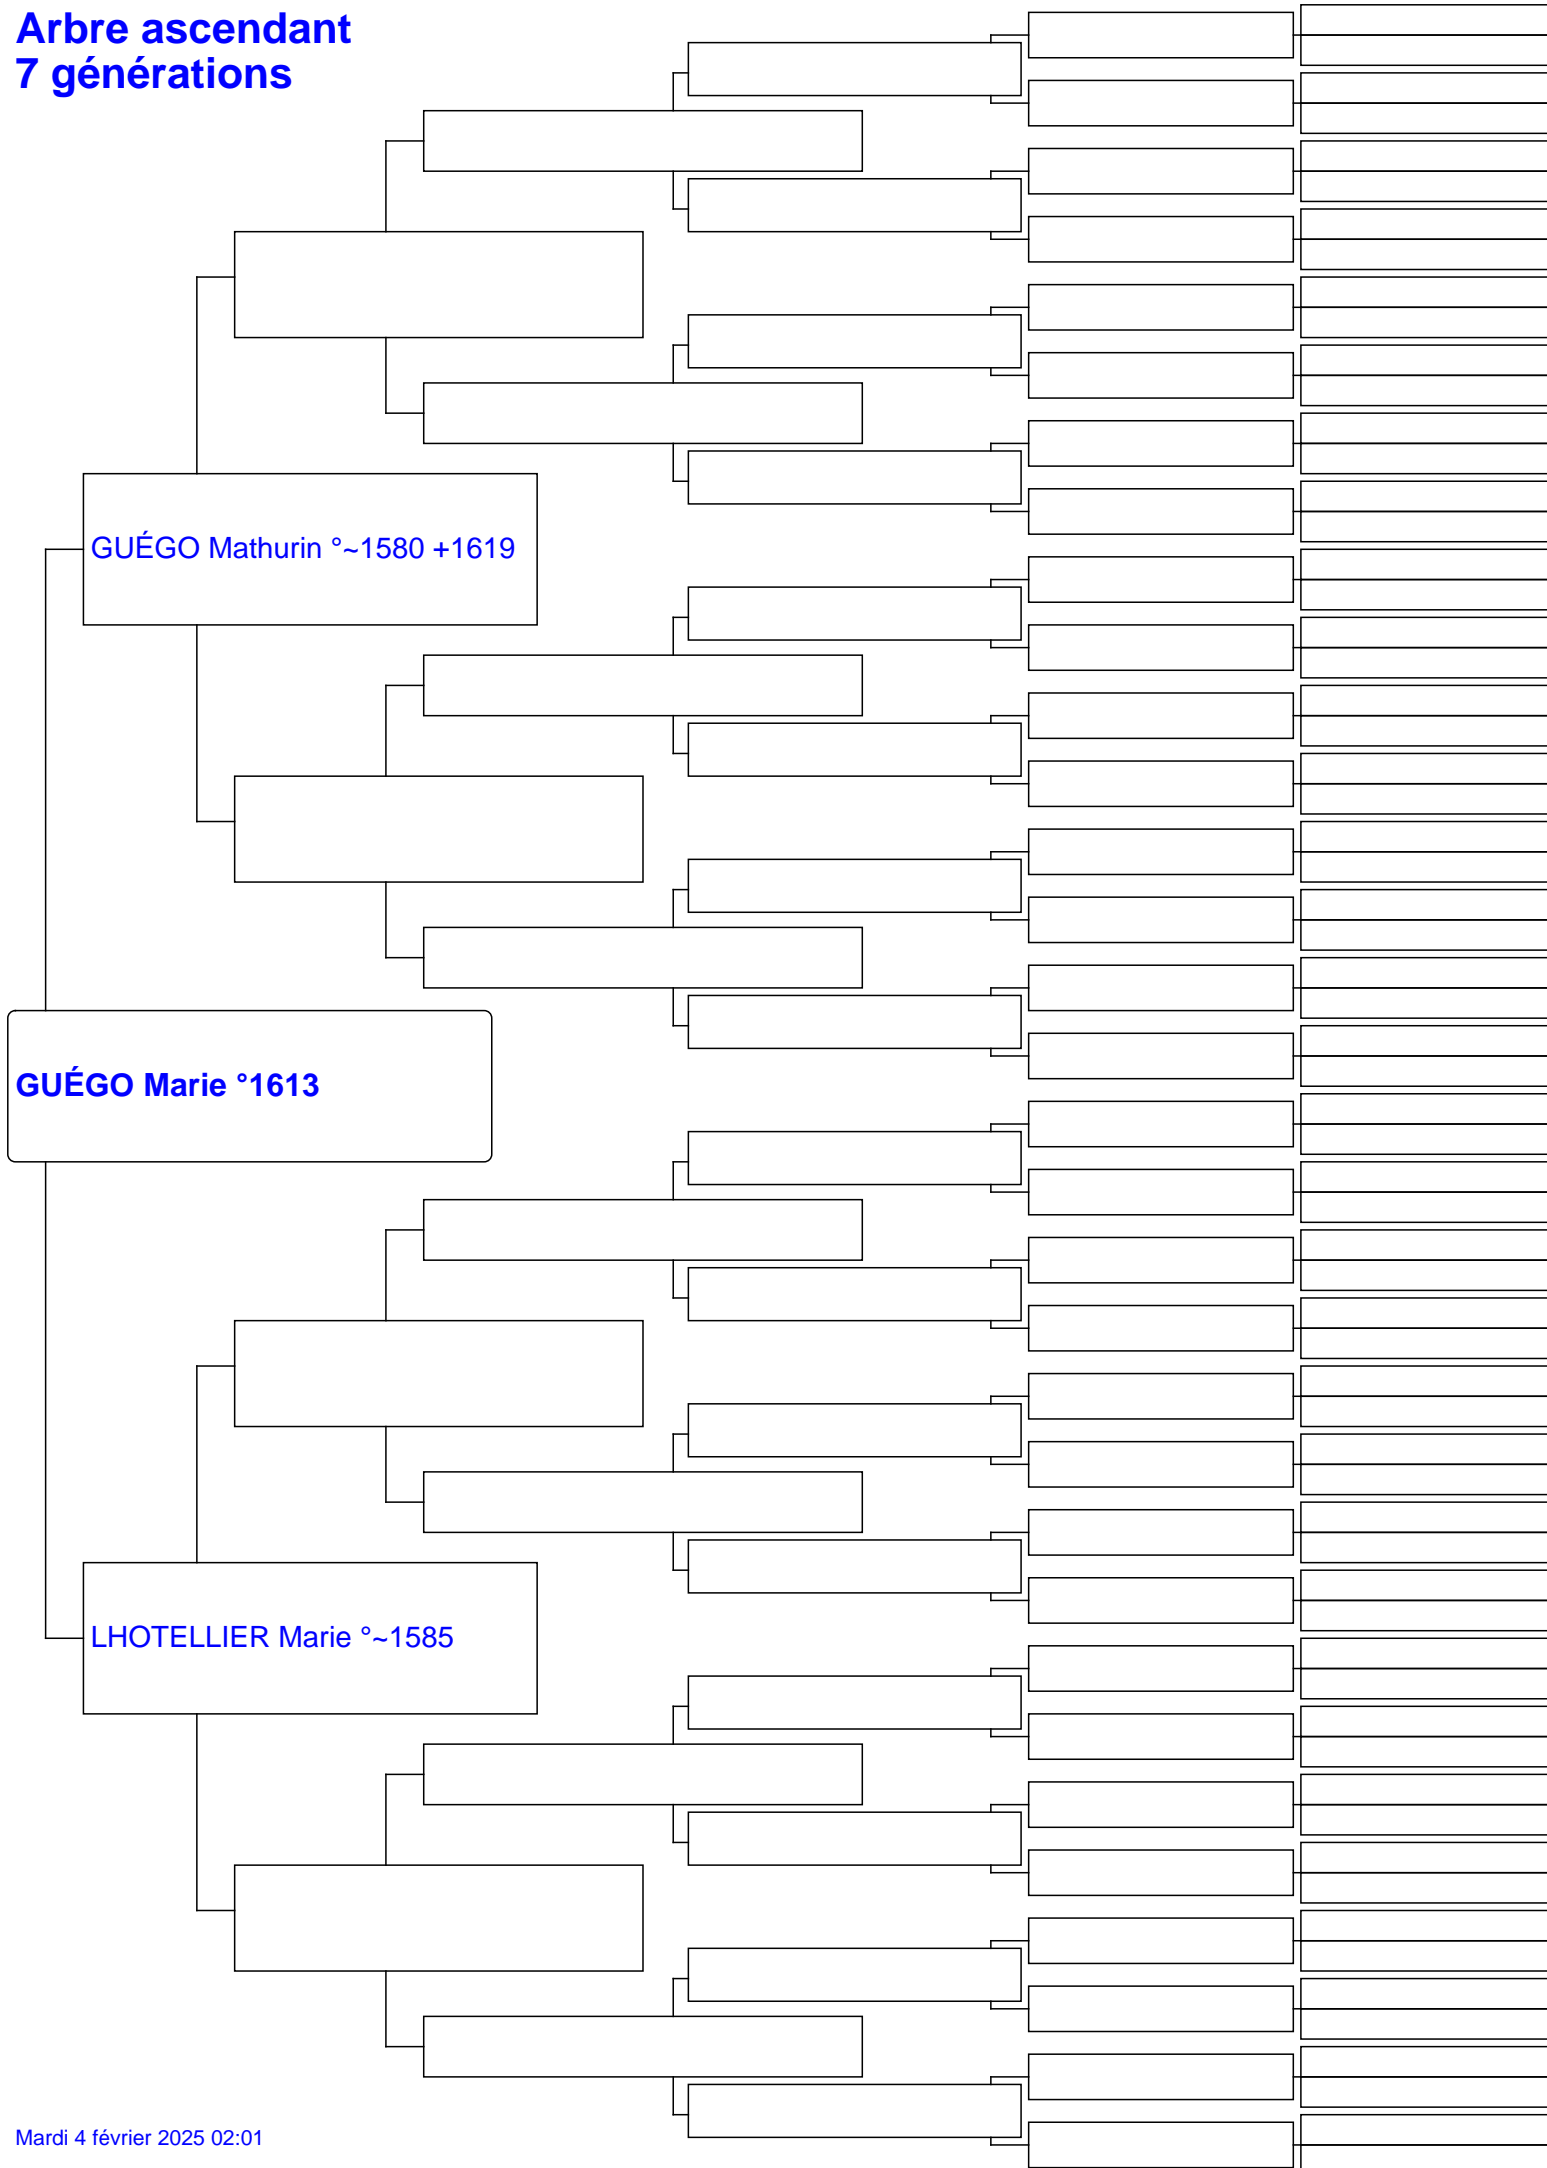 Arbre ascendant
7 générations
GUÉGO Mathurin °~1580 +1619
GUÉGO Marie °1613
LHOTELLIER Marie °~1585
Mardi 4 février 2025 02:01